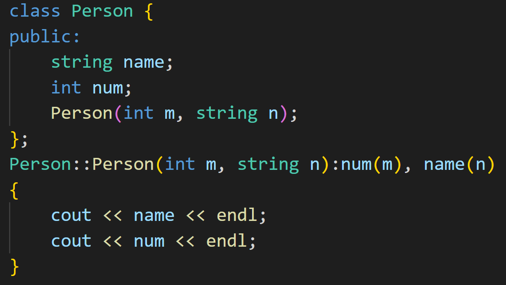 class Person {
public:
    string name;
    int num;
    Person(int m, string n);
};
Person::Person(int m, string n):num(m), name(n)
{
    cout << name << endl;
    cout << num << endl;
}